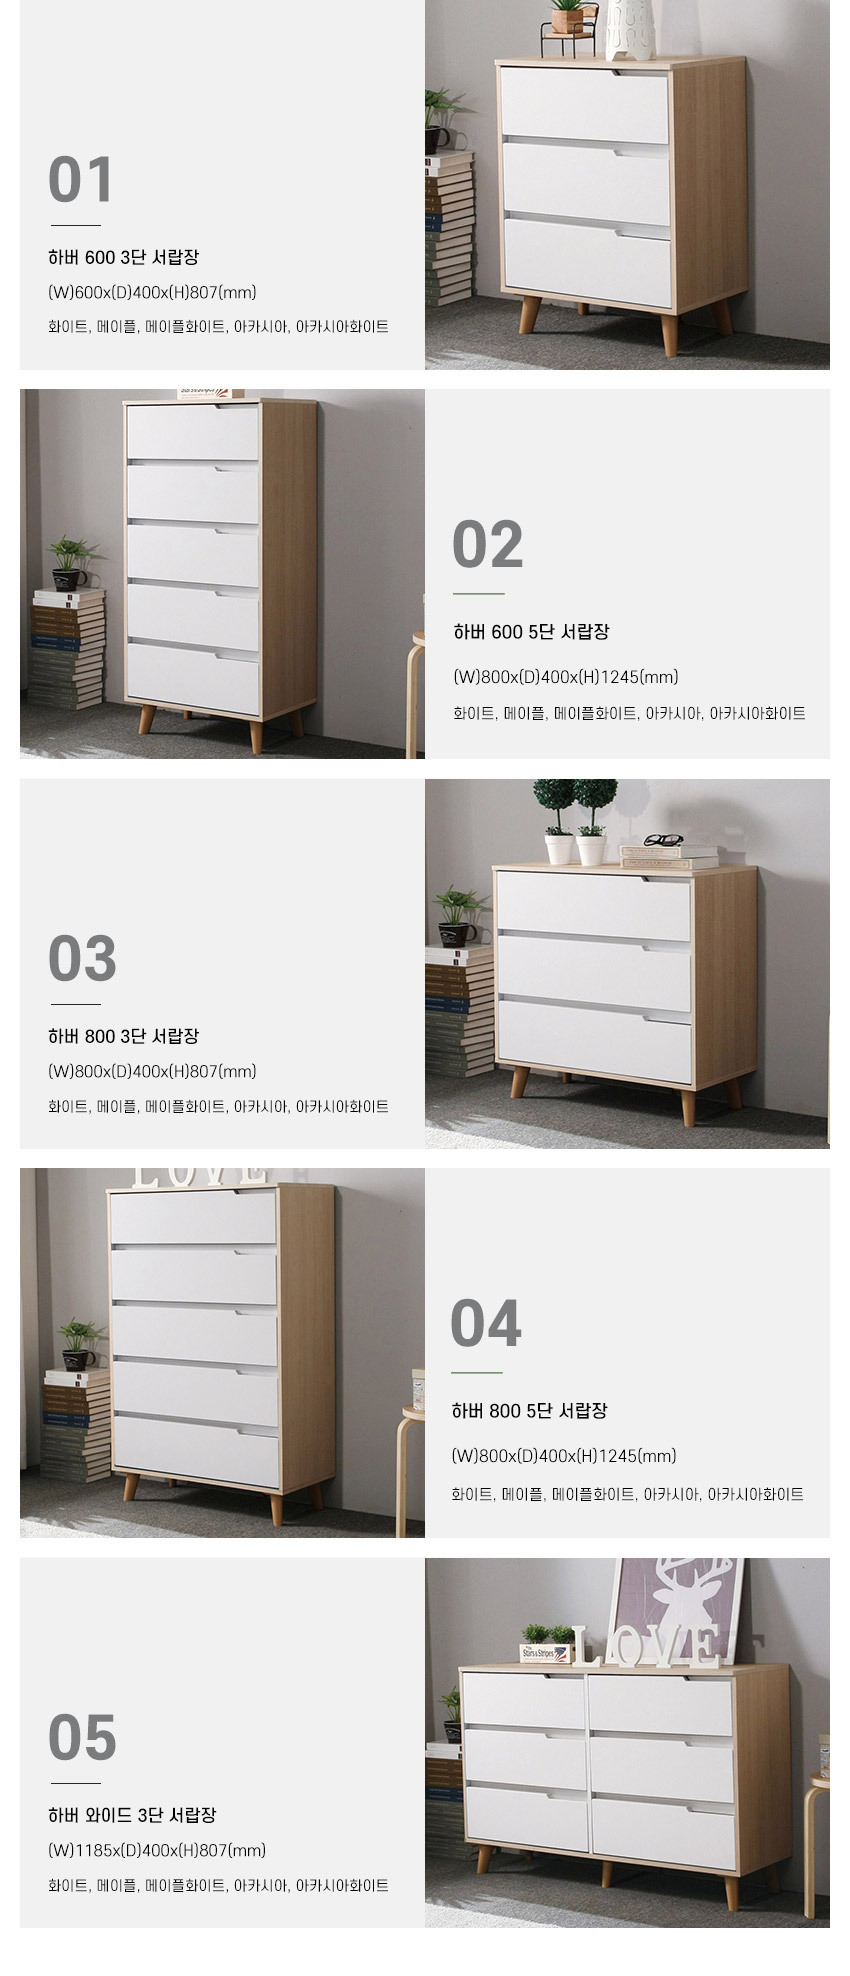 01
하버 600 3단 서랍장
(W)600x(D)400x(H)807(mm)
화이트, 메이플, 메이플화이트, 아카시아, 아카시아화이트
02
하버 600 5단 서랍장
(W)800x(D)400x(H)1245(mm)
화이트, 메이플, 메이플화이트, 아카시아, 아카시아화이트
03
하버 800 3단 서랍장
(W)800x(D)400x(H)807(mm)
화이트, 메이플, 메이플화이트, 아카시아, 아카시아화이트
LOVE
04
하버 800 5단 서랍장
(W)800x(D)400x(H)1245(mm)
화이트, 메이플, 메이플화이트, 아카시아, 아카시아화이트
Stars & Stripes
LOVE
05
하버 와이드 3단 서랍장
(W)1185x(D)400x(H)807(mm)
화이트, 메이플, 메이플화이트, 아카시아, 아카시아화이트